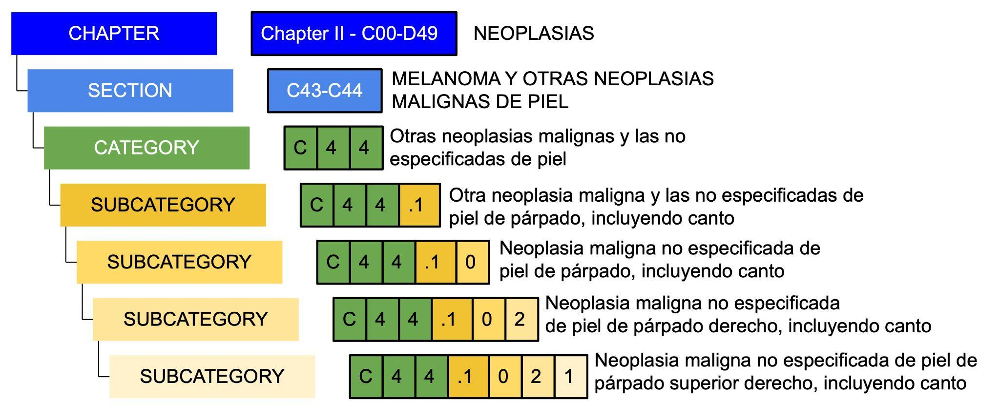 CHAPTER
Chapter II - C00-D49
NEOPLASIAS
SECTION
C43-C44
MELANOMA Y OTRAS NEOPLASIAS
MALIGNAS DE PIEL
CATEGORY
C 4 4
Otras neoplasias malignas y las no
especificadas de piel
SUBCATEGORY
C 4 4 .1
Otra neoplasia maligna y las no especificadas de
piel de párpado, incluyendo canto
SUBCATEGORY
C 4 4 .1 0
Neoplasia maligna no especificada de
piel de párpado, incluyendo canto
SUBCATEGORY
C 4 4 .1 0 2
Neoplasia maligna no especificada
de piel de párpado derecho, incluyendo canto
SUBCATEGORY
C 4 4 .1 0 2 1
Neoplasia maligna no especificada de piel de
párpado superior derecho, incluyendo canto